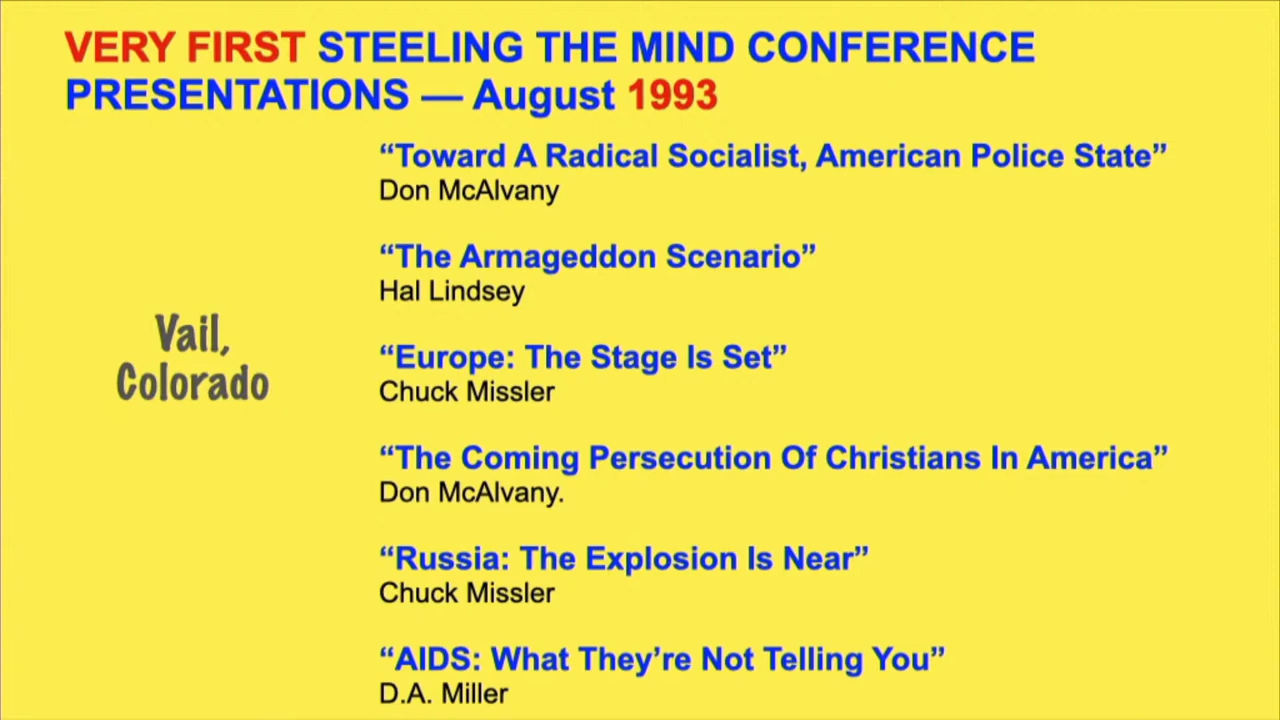 VERY FIRST STEELING THE MIND CONFERENCE
PRESENTATIONS — August 1993
“Toward A Radical Socialist, American Police State”
Don McAlvany
“The Armageddon Scenario”
Hal Lindsey
Vail,
Colorado
“Europe: The Stage Is Set”
Chuck Missler
“The Coming Persecution Of Christians In America”
Don McAlvany.
“Russia: The Explosion Is Near”
Chuck Missler
“AIDS: What They’re Not Telling You”
D.A. Miller